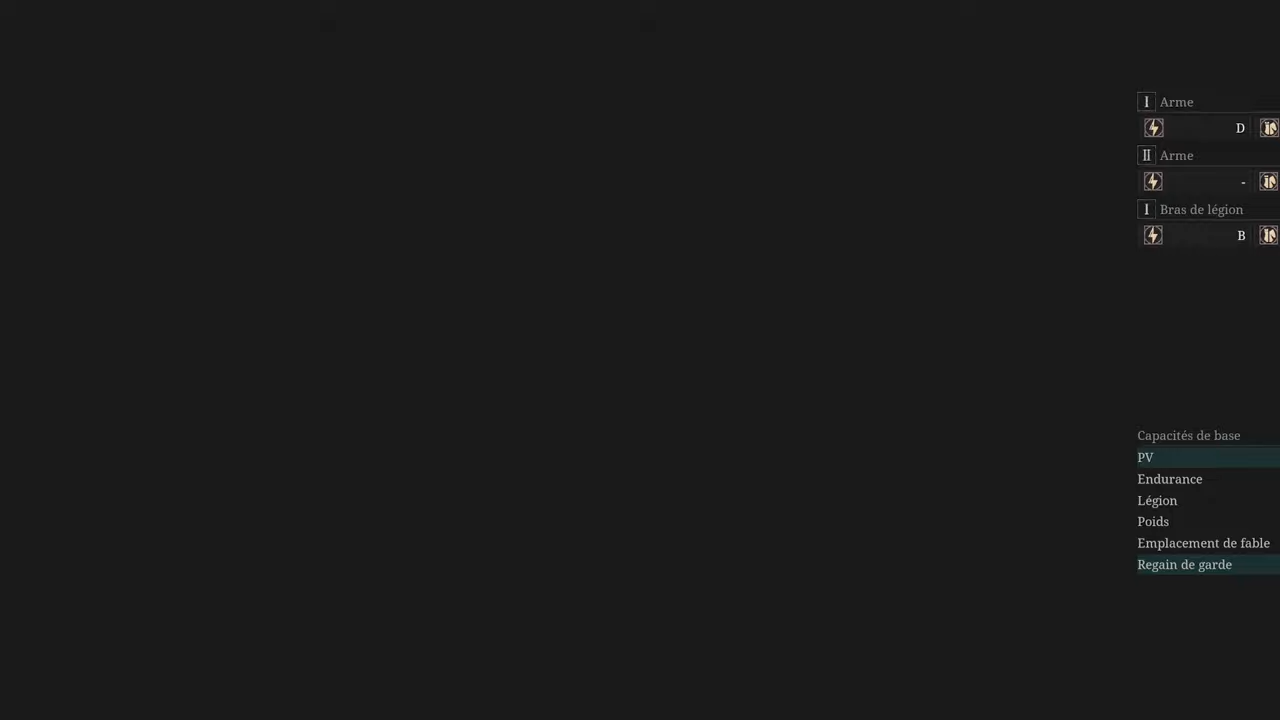 I Arme
D
II Arme
-
I Bras de légion
B
Capacités de base
PV
Endurance
Légion
Poids
Emplacement de fable
Regain de garde